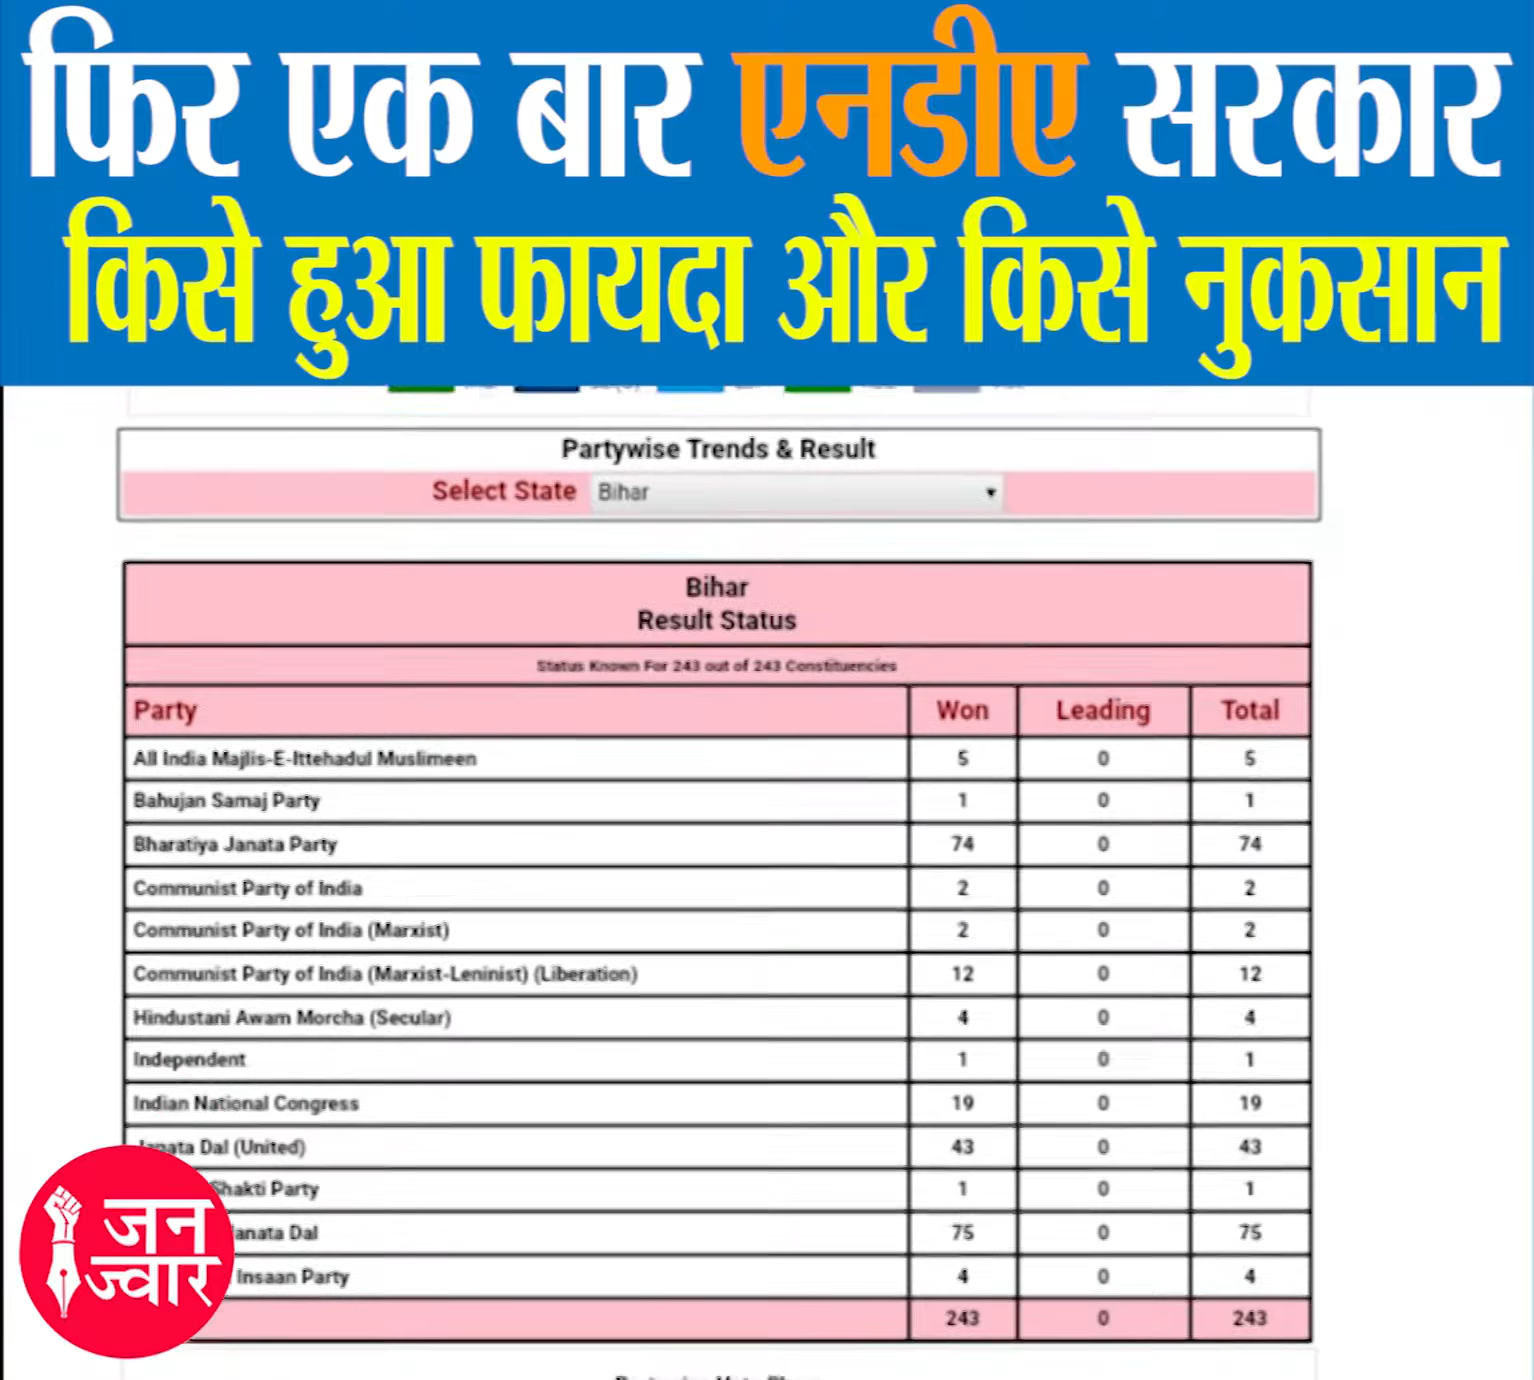 फिर एक बार एनडीए सरकार
किसे हुआ फायदा और किसे नुकसान
Partywise Trends & Result
Select State Bihar
Bihar
Result Status
Status Known For 243 out of 243 Constituencies
Party Won Leading Total
All India Majlis-E-Ittehadul Muslimeen 5 0 5
Bahujan Samaj Party 1 0 1
Bharatiya Janata Party 74 0 74
Communist Party of India 2 0 2
Communist Party of India (Marxist) 2 0 2
Communist Party of India (Marxist-Leninist) (Liberation) 12 0 12
Hindustani Awam Morcha (Secular) 4 0 4
Independent 1 0 1
Indian National Congress 19 0 19
Janata Dal (United) 43 0 43
Shakti Party 1 0 1
Janata Dal 75 0 75
Insaan Party 4 0 4
243 0 243
जन
ज्वार